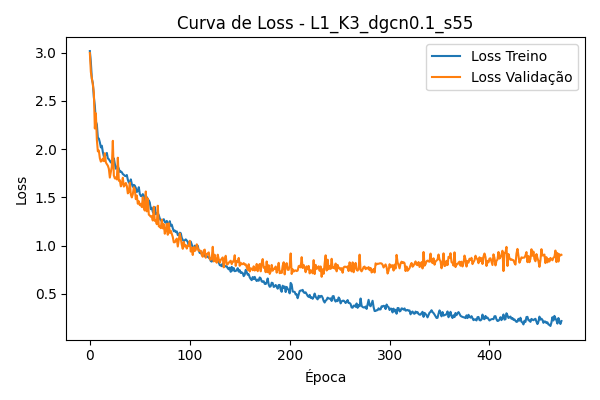 Curva de Loss - L1_K3_dgcn0.1_s55
Loss Treino
Loss Validação
Loss
3.0
2.5
2.0
1.5
1.0
0.5
0
100
200
300
400
Época